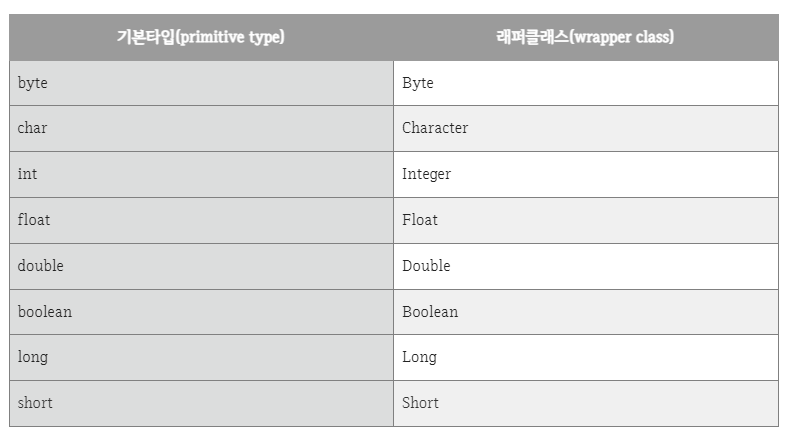 기본타입(primitive type) 래퍼클래스(wrapper class)
byte Byte
char Character
int Integer
float Float
double Double
boolean Boolean
long Long
short Short